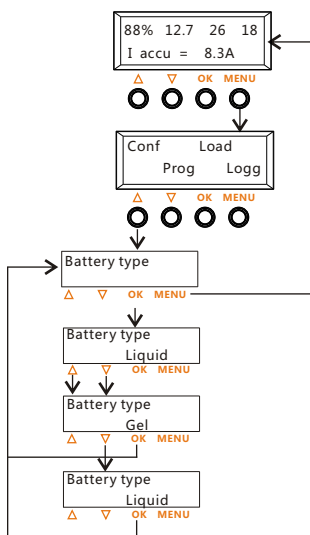 88% 12.7 26 18
I accu = 8.3A
△ ▽ OK MENU
Conf Load
Prog Logg
△ ▽ OK MENU
Battery type
△ ▽ OK MENU
Battery type
Liquid
△ ▽ OK MENU
Battery type
Gel
△ ▽ OK MENU
Battery type
Liquid
△ ▽ OK MENU